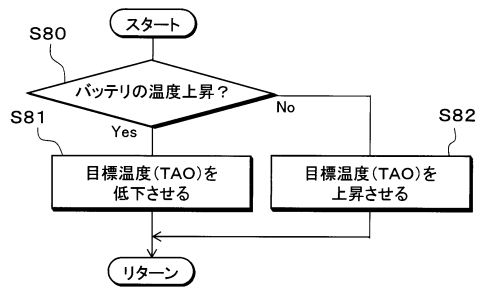 スタート
S80
バッテリの温度上昇？
No
S81
Yes
S82
目標温度(TAO)を
低下させる
目標温度(TAO)を
上昇させる
リターン